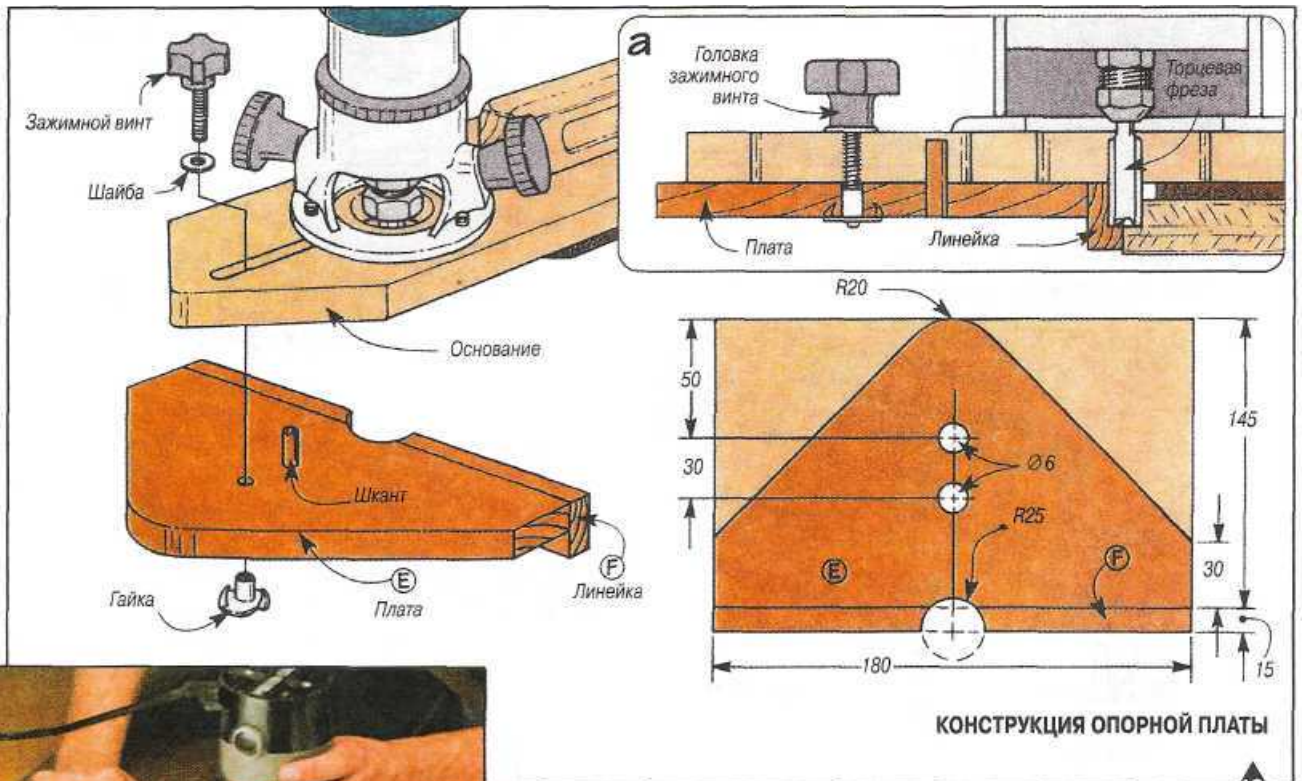 Зажимной винт
Шайба
Основание
Шкант
E
Плата
F
Линейка
Гайка
a
Головка
зажимного
винта
Торцевая
фреза
Плата
Линейка
R20
50
30
Ø 6
R25
145
30
15
E
F
180
КОНСТРУКЦИЯ ОПОРНОЙ ПЛАТЫ